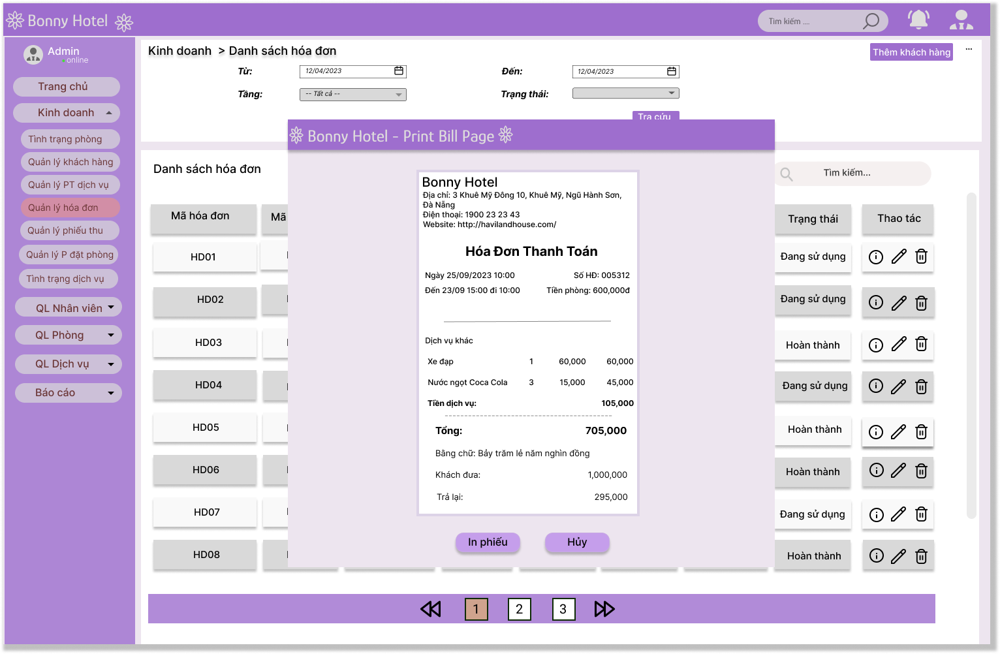 Bonny Hotel
Tìm kiếm ....
Admin
online
Trang chủ
Kinh doanh
Tình trạng phòng
Quản lý khách hàng
Quản lý PT dịch vụ
Quản lý hóa đơn
Quản lý phiếu thu
Quản lý P đặt phòng
Tình trạng dịch vụ
QL Nhân viên
QL Phòng
QL Dịch vụ
Báo cáo
Kinh doanh > Danh sách hóa đơn
Thêm khách hàng
...
Từ: 12/04/2023 Đến: 12/04/2023
Tầng: -- Tất cả -- Trạng thái:
Tra cứu
Danh sách hóa đơn
Tìm kiếm...
Mã hóa đơn Mã Trạng thái Thao tác
HD01 Đang sử dụng
HD02 Đang sử dụng
HD03 Hoàn thành
HD04 Đang sử dụng
HD05 Hoàn thành
HD06 Hoàn thành
HD07 Đang sử dụng
HD08 Hoàn thành
Bonny Hotel - Print Bill Page
Bonny Hotel
Địa chỉ: 3 Khuê Mỹ Đông 10, Khuê Mỹ, Ngũ Hành Sơn,
Đà Nẵng
Điện thoại: 1900 23 23 43
Website: http://havilandhouse.com/
Hóa Đơn Thanh Toán
Ngày 25/09/2023 10:00 Số HĐ: 005312
Đến 23/09 15:00 đi 10:00 Tiền phòng: 600,000đ
Dịch vụ khác
Xe đạp 1 60,000 60,000
Nước ngọt Coca Cola 3 15,000 45,000
Tiền dịch vụ: 105,000
Tổng: 705,000
Bằng chữ: Bảy trăm lẻ năm nghìn đồng
Khách đưa: 1,000,000
Trả lại: 295,000
In phiếu Hủy
1 2 3